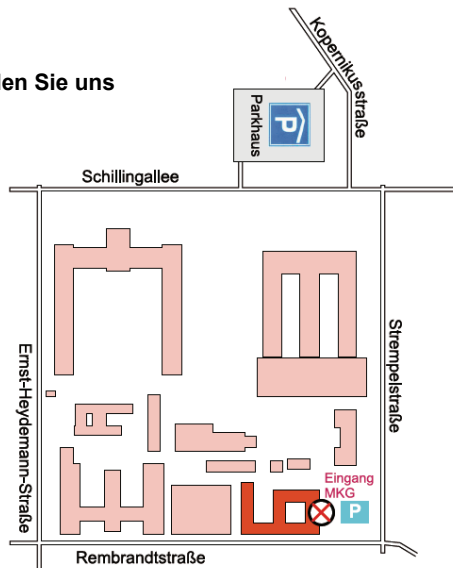 Kopernikusstraße
den Sie uns
P
Parkhaus
Schillingallee
Ernst-Heydemann-Straße
Strempelstraße
Eingang
MKG
P
Rembrandtstraße